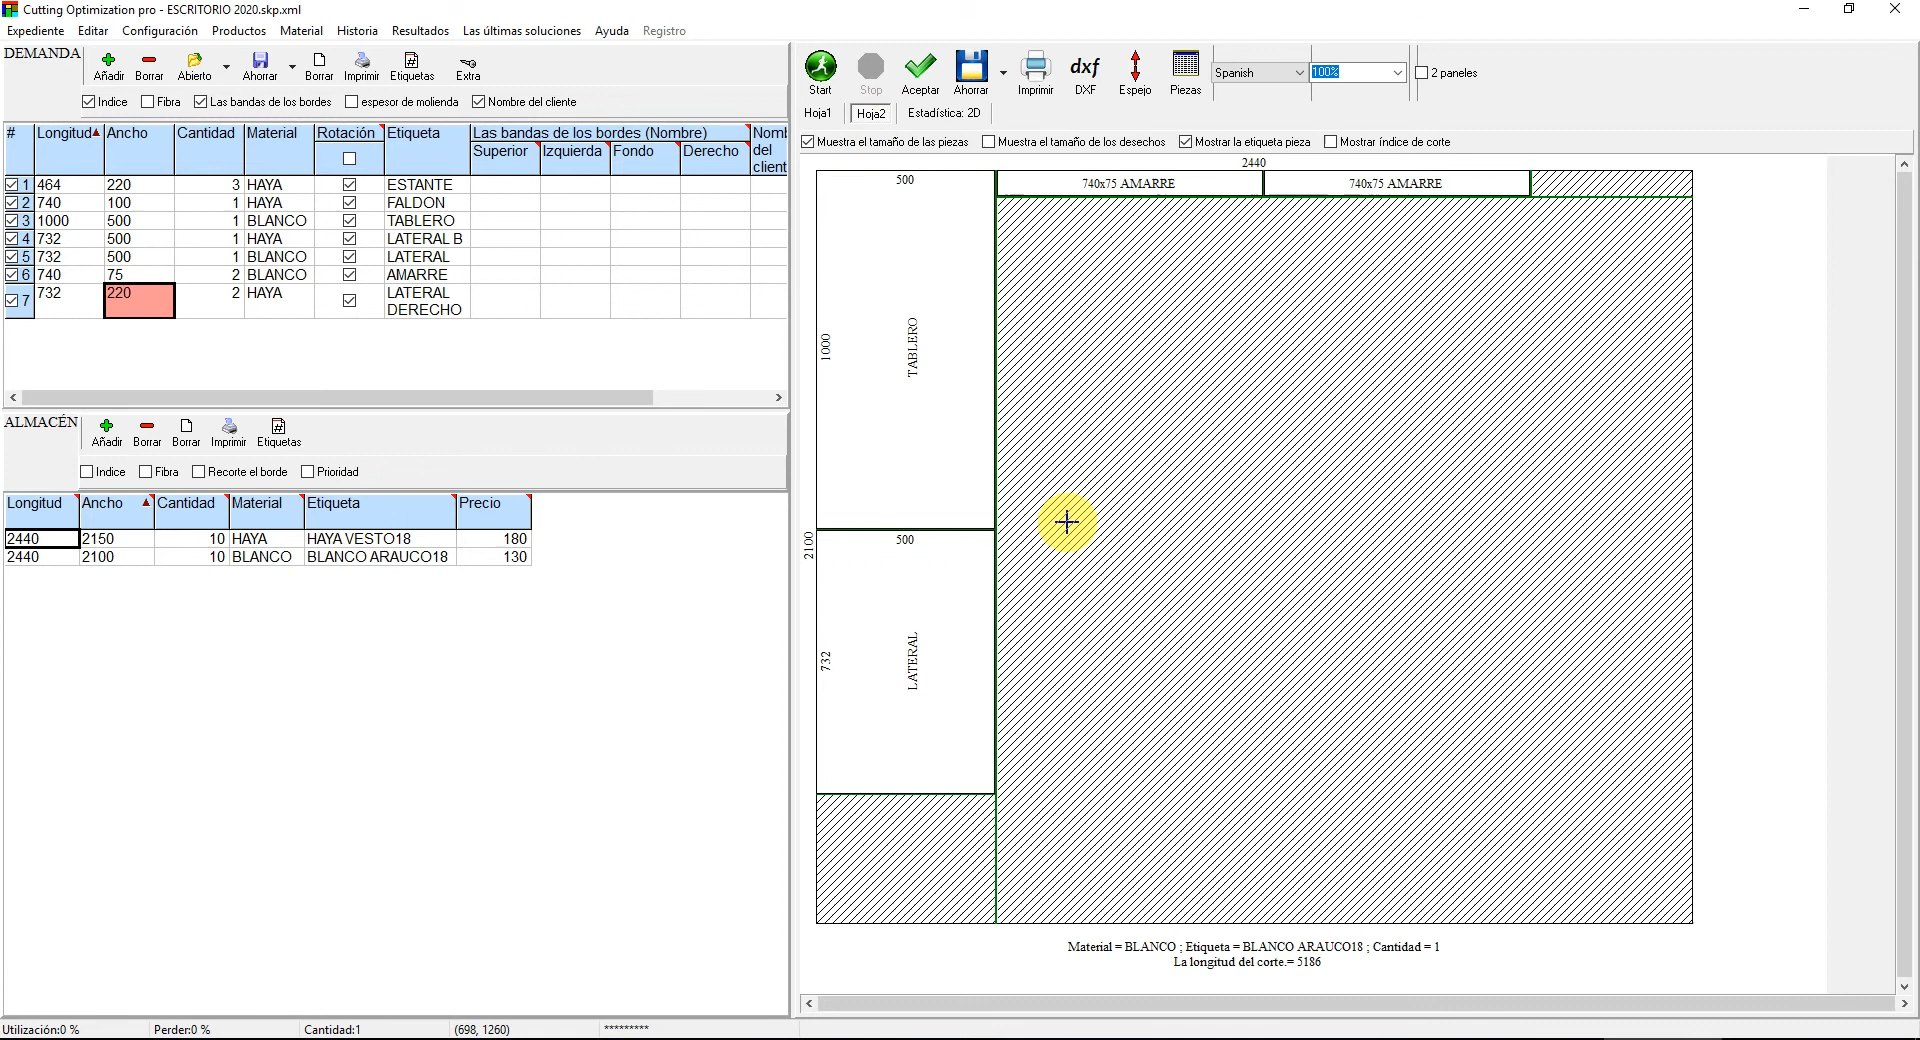 Cutting Optimization pro - ESCRITORIO 2020.skp.xml
Expediente Editar Configuración Productos Material Historia Resultados Las últimas soluciones Ayuda Registro
DEMANDA
Añadir Borrar Abierto Ahorrar Borrar Imprimir Etiquetas Extra
Indice Fibra Las bandas de los bordes espesor de molienda Nombre del cliente
# Longitud Ancho Cantidad Material Rotación Etiqueta Las bandas de los bordes (Nombre) Superior Izquierda Fondo Derecho Nomb del client
1 464 220 3 HAYA ESTANTE
2 740 100 1 HAYA FALDON
3 1000 500 1 BLANCO TABLERO
4 732 500 1 HAYA LATERAL B
5 732 500 1 BLANCO LATERAL
6 740 75 2 BLANCO AMARRE
7 732 220 2 HAYA LATERAL DERECHO
ALMACÉN
Añadir Borrar Borrar Imprimir Etiquetas
Indice Fibra Recorte el borde Prioridad
Longitud Ancho Cantidad Material Etiqueta Precio
2440 2150 10 HAYA HAYA VESTO18 180
2440 2100 10 BLANCO BLANCO ARAUCO18 130
Utilización:0 % Perder:0 % Cantidad:1 (698, 1260) *********
Start Stop Aceptar Ahorrar Imprimir dxf DXF Espejo Piezas Spanish 100% 2 paneles
Hoja1 Hoja2 Estadística: 2D
Muestra el tamaño de las piezas Muestra el tamaño de los desechos Mostrar la etiqueta pieza Mostrar índice de corte
2440
500 740x75 AMARRE 740x75 AMARRE
1000 TABLERO
2100 500
732 LATERAL
Material = BLANCO ; Etiqueta = BLANCO ARAUCO18 ; Cantidad = 1
La longitud del corte.= 5186